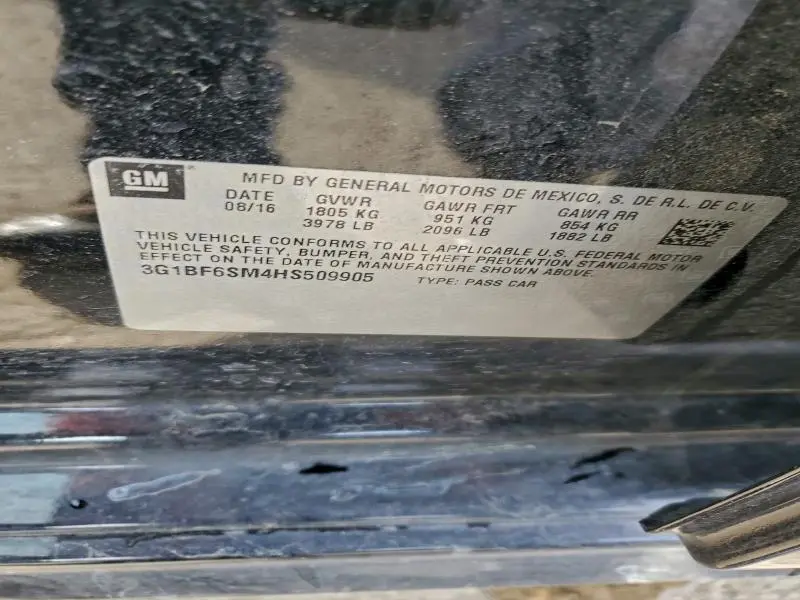 GM
MFD BY GENERAL MOTORS DE MEXICO, S. DE R.L. DE C.V.
DATE GVWR GAWR FRT GAWR RR
08/16 1805 KG 951 KG 854 KG
3978 LB 2096 LB 1882 LB
THIS VEHICLE CONFORMS TO ALL APPLICABLE U.S. FEDERAL MOTOR
VEHICLE SAFETY, BUMPER, AND THEFT PREVENTION STANDARDS IN
EFFECT ON THE DATE OF MANUFACTURE SHOWN ABOVE.
3G1BF6SM4HS509905 TYPE: PASS CAR